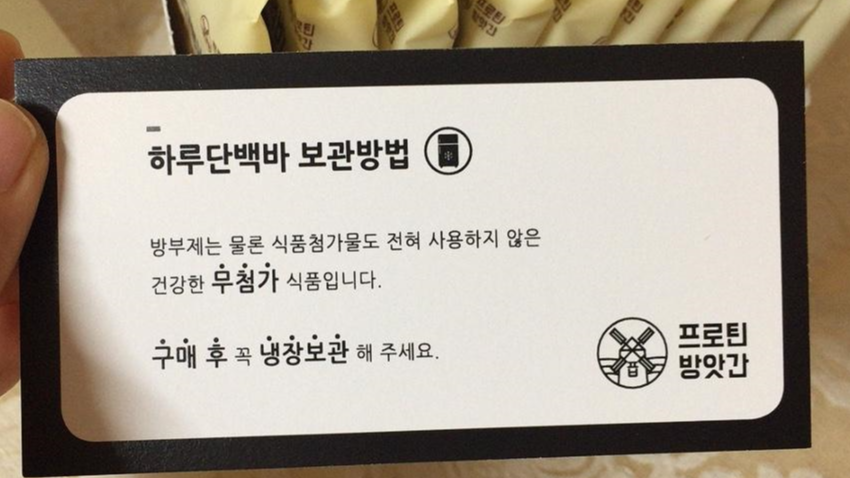 하루단백바 보관방법
방부제는 물론 식품첨가물도 전혀 사용하지 않은
건강한 무첨가 식품입니다.
구매 후 꼭 냉장보관 해 주세요.
프로틴
방앗간